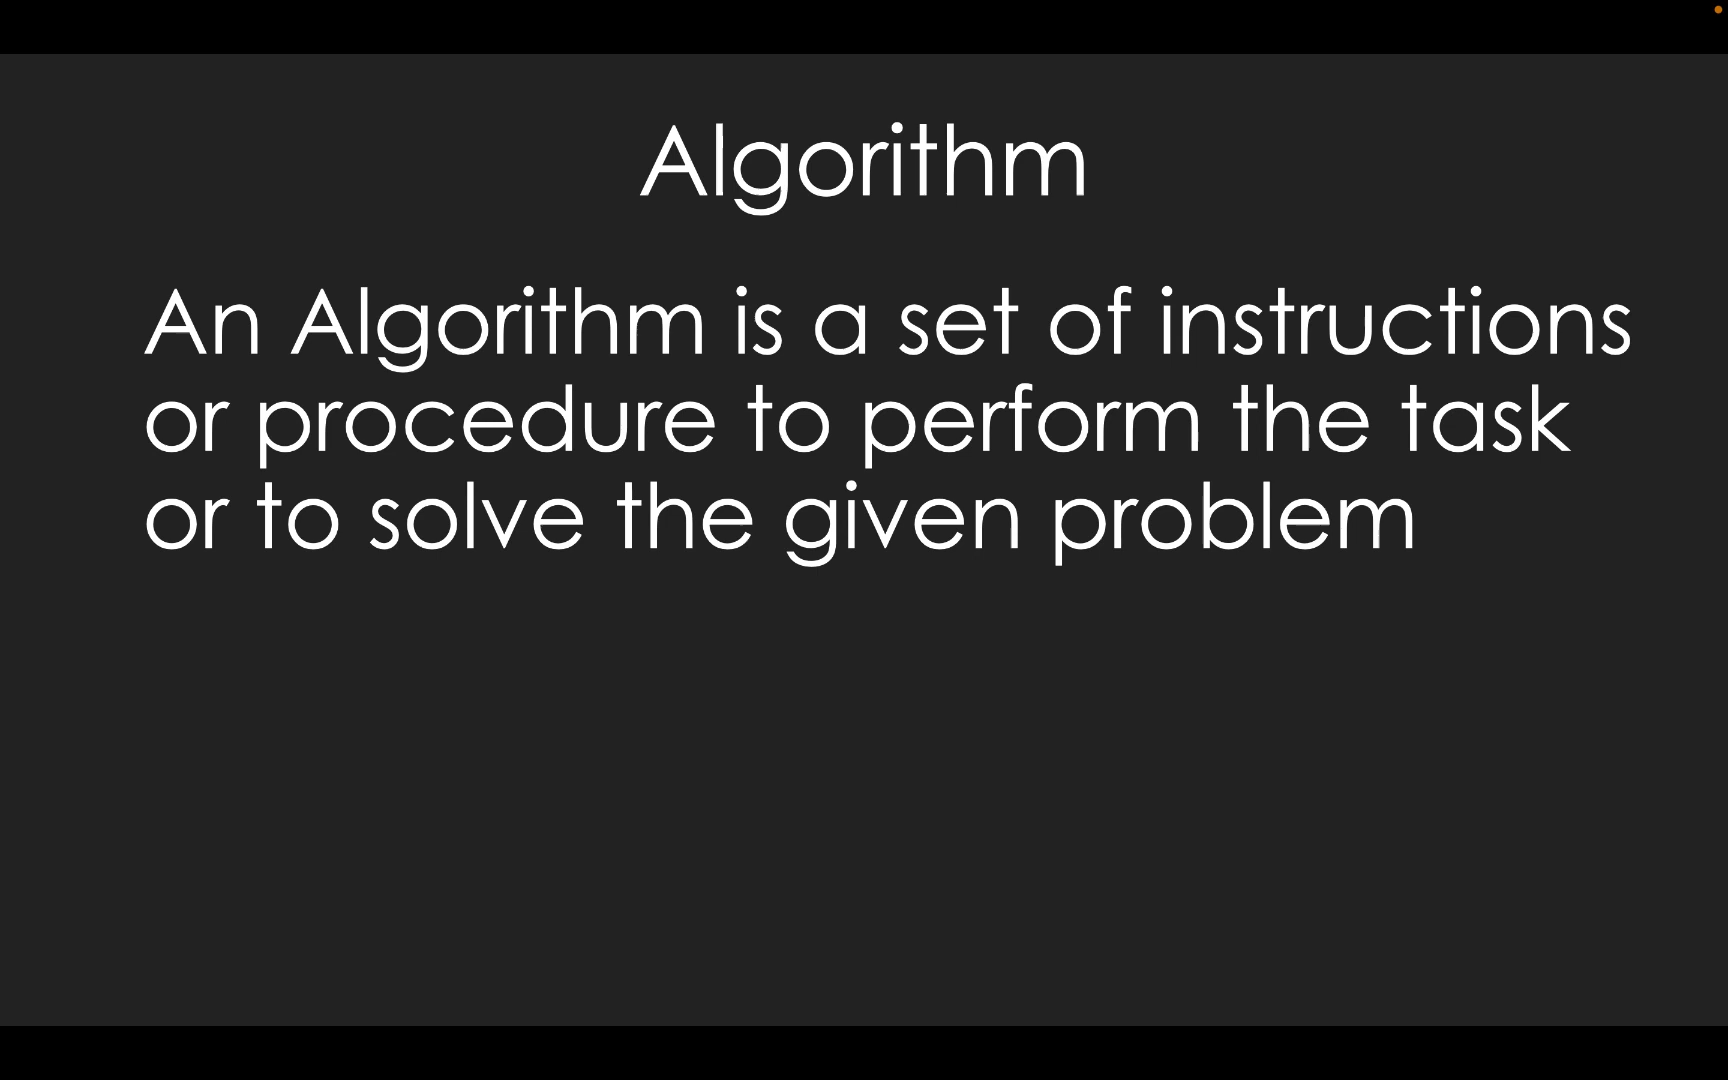 Algorithm
An Algorithm is a set of instructions
or procedure to perform the task
or to solve the given problem